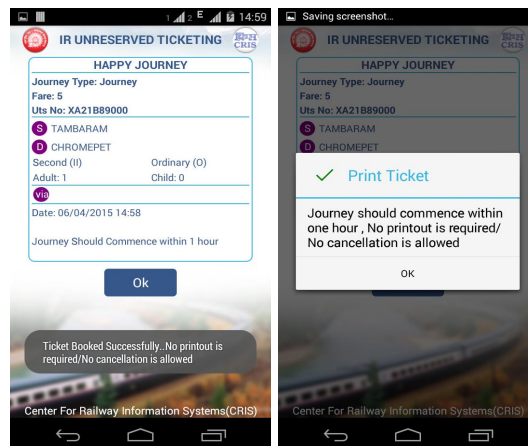 1 2 E 14:59
IR UNRESERVED TICKETING
CRIS
HAPPY JOURNEY
Journey Type: Journey
Fare: 5
Uts No: XA21B89000
S TAMBARAM
D CHROMEPET
Second (II) Ordinary (O)
Adult: 1 Child: 0
via
Date: 06/04/2015 14:58
Journey Should Commence within 1 hour
Ok
Ticket Booked Successfully..No printout is
required/No cancellation is allowed
Center For Railway Information Systems(CRIS)
Saving screenshot...
IR UNRESERVED TICKETING
CRIS
HAPPY JOURNEY
Journey Type: Journey
Fare: 5
Uts No: XA21B89000
S TAMBARAM
D CHROMEPET
Print Ticket
Journey should commence within
one hour , No printout is required/
No cancellation is allowed
OK
Center For Railway Information Systems(CRIS)